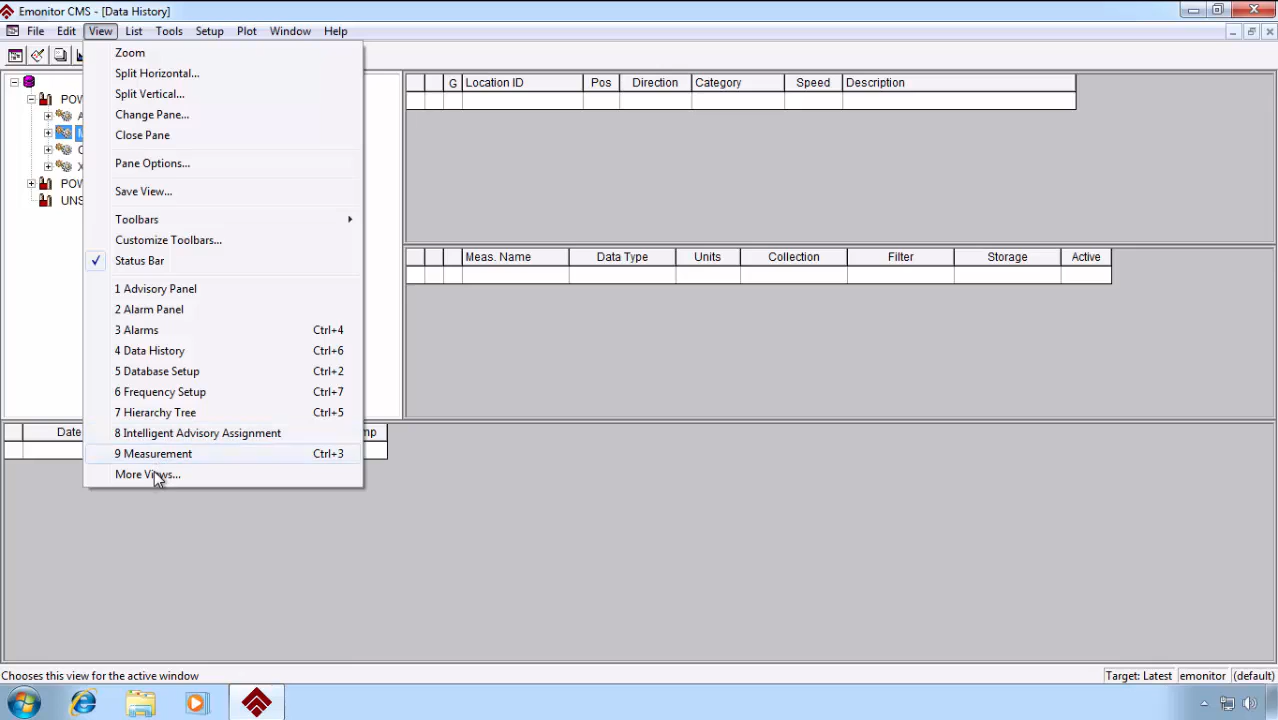 Emonitor CMS - [Data History]
File Edit View List Tools Setup Plot Window Help
Zoom
Split Horizontal...
Split Vertical...
Change Pane...
Close Pane
Pane Options...
Save View...
Toolbars
Customize Toolbars...
Status Bar
1 Advisory Panel
2 Alarm Panel
3 Alarms Ctrl+4
4 Data History Ctrl+6
5 Database Setup Ctrl+2
6 Frequency Setup Ctrl+7
7 Hierarchy Tree Ctrl+5
8 Intelligent Advisory Assignment
9 Measurement Ctrl+3
More Views...
POW
POW
UNS
G Location ID Pos Direction Category Speed Description
Meas. Name Data Type Units Collection Filter Storage Active
Date
Chooses this view for the active window
Target: Latest emonitor (default)